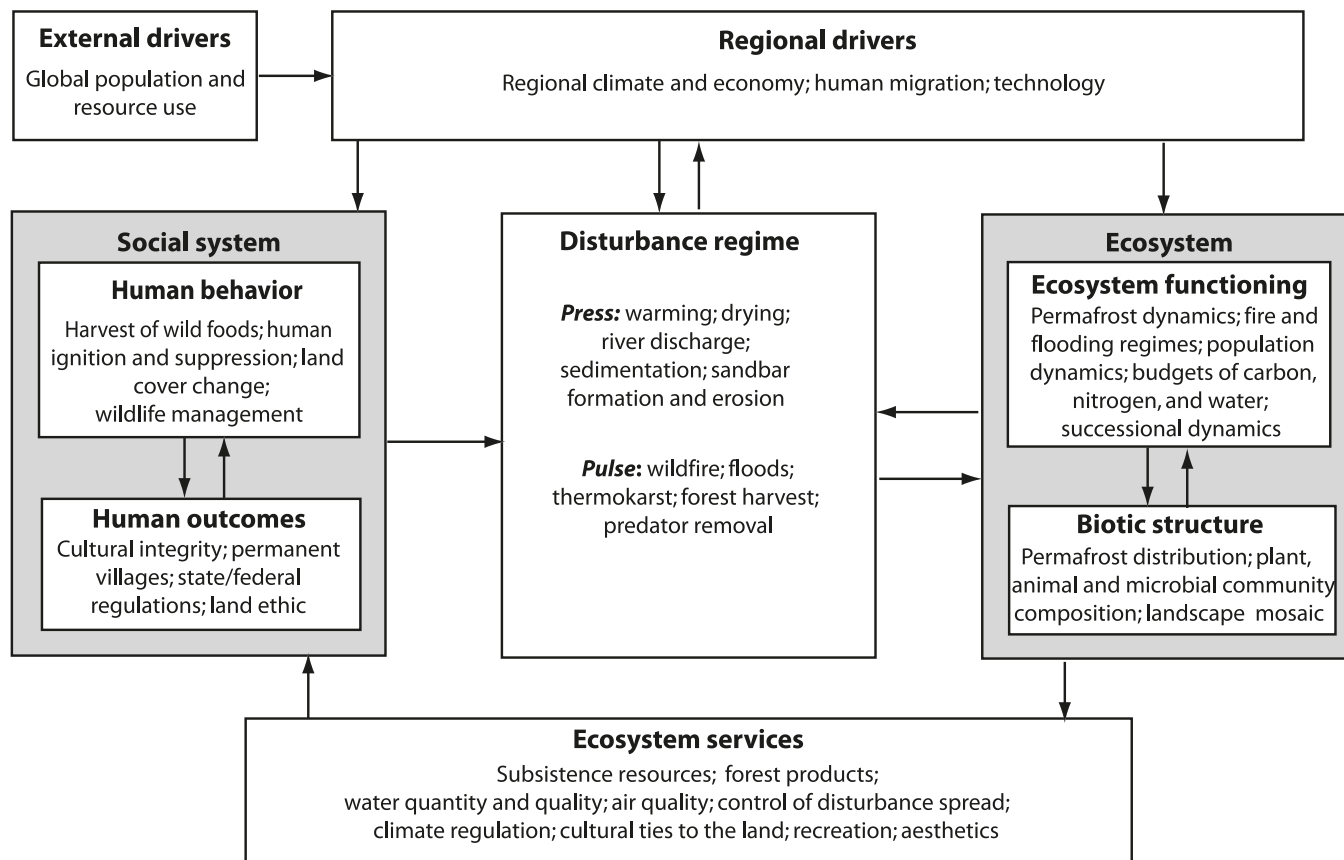 External drivers
Global population and
resource use
Regional drivers
Regional climate and economy; human migration; technology
Social system
Human behavior
Harvest of wild foods; human
ignition and suppression; land
cover change;
wildlife management
Human outcomes
Cultural integrity; permanent
villages; state/federal
regulations; land ethic
Disturbance regime
Press: warming; drying;
river discharge;
sedimentation; sandbar
formation and erosion
Pulse: wildfire; floods;
thermokarst; forest harvest;
predator removal
Ecosystem
Ecosystem functioning
Permafrost dynamics; fire and
flooding regimes; population
dynamics; budgets of carbon,
nitrogen, and water;
successional dynamics
Biotic structure
Permafrost distribution; plant,
animal and microbial community
composition; landscape mosaic
Ecosystem services
Subsistence resources; forest products;
water quantity and quality; air quality; control of disturbance spread;
climate regulation; cultural ties to the land; recreation; aesthetics